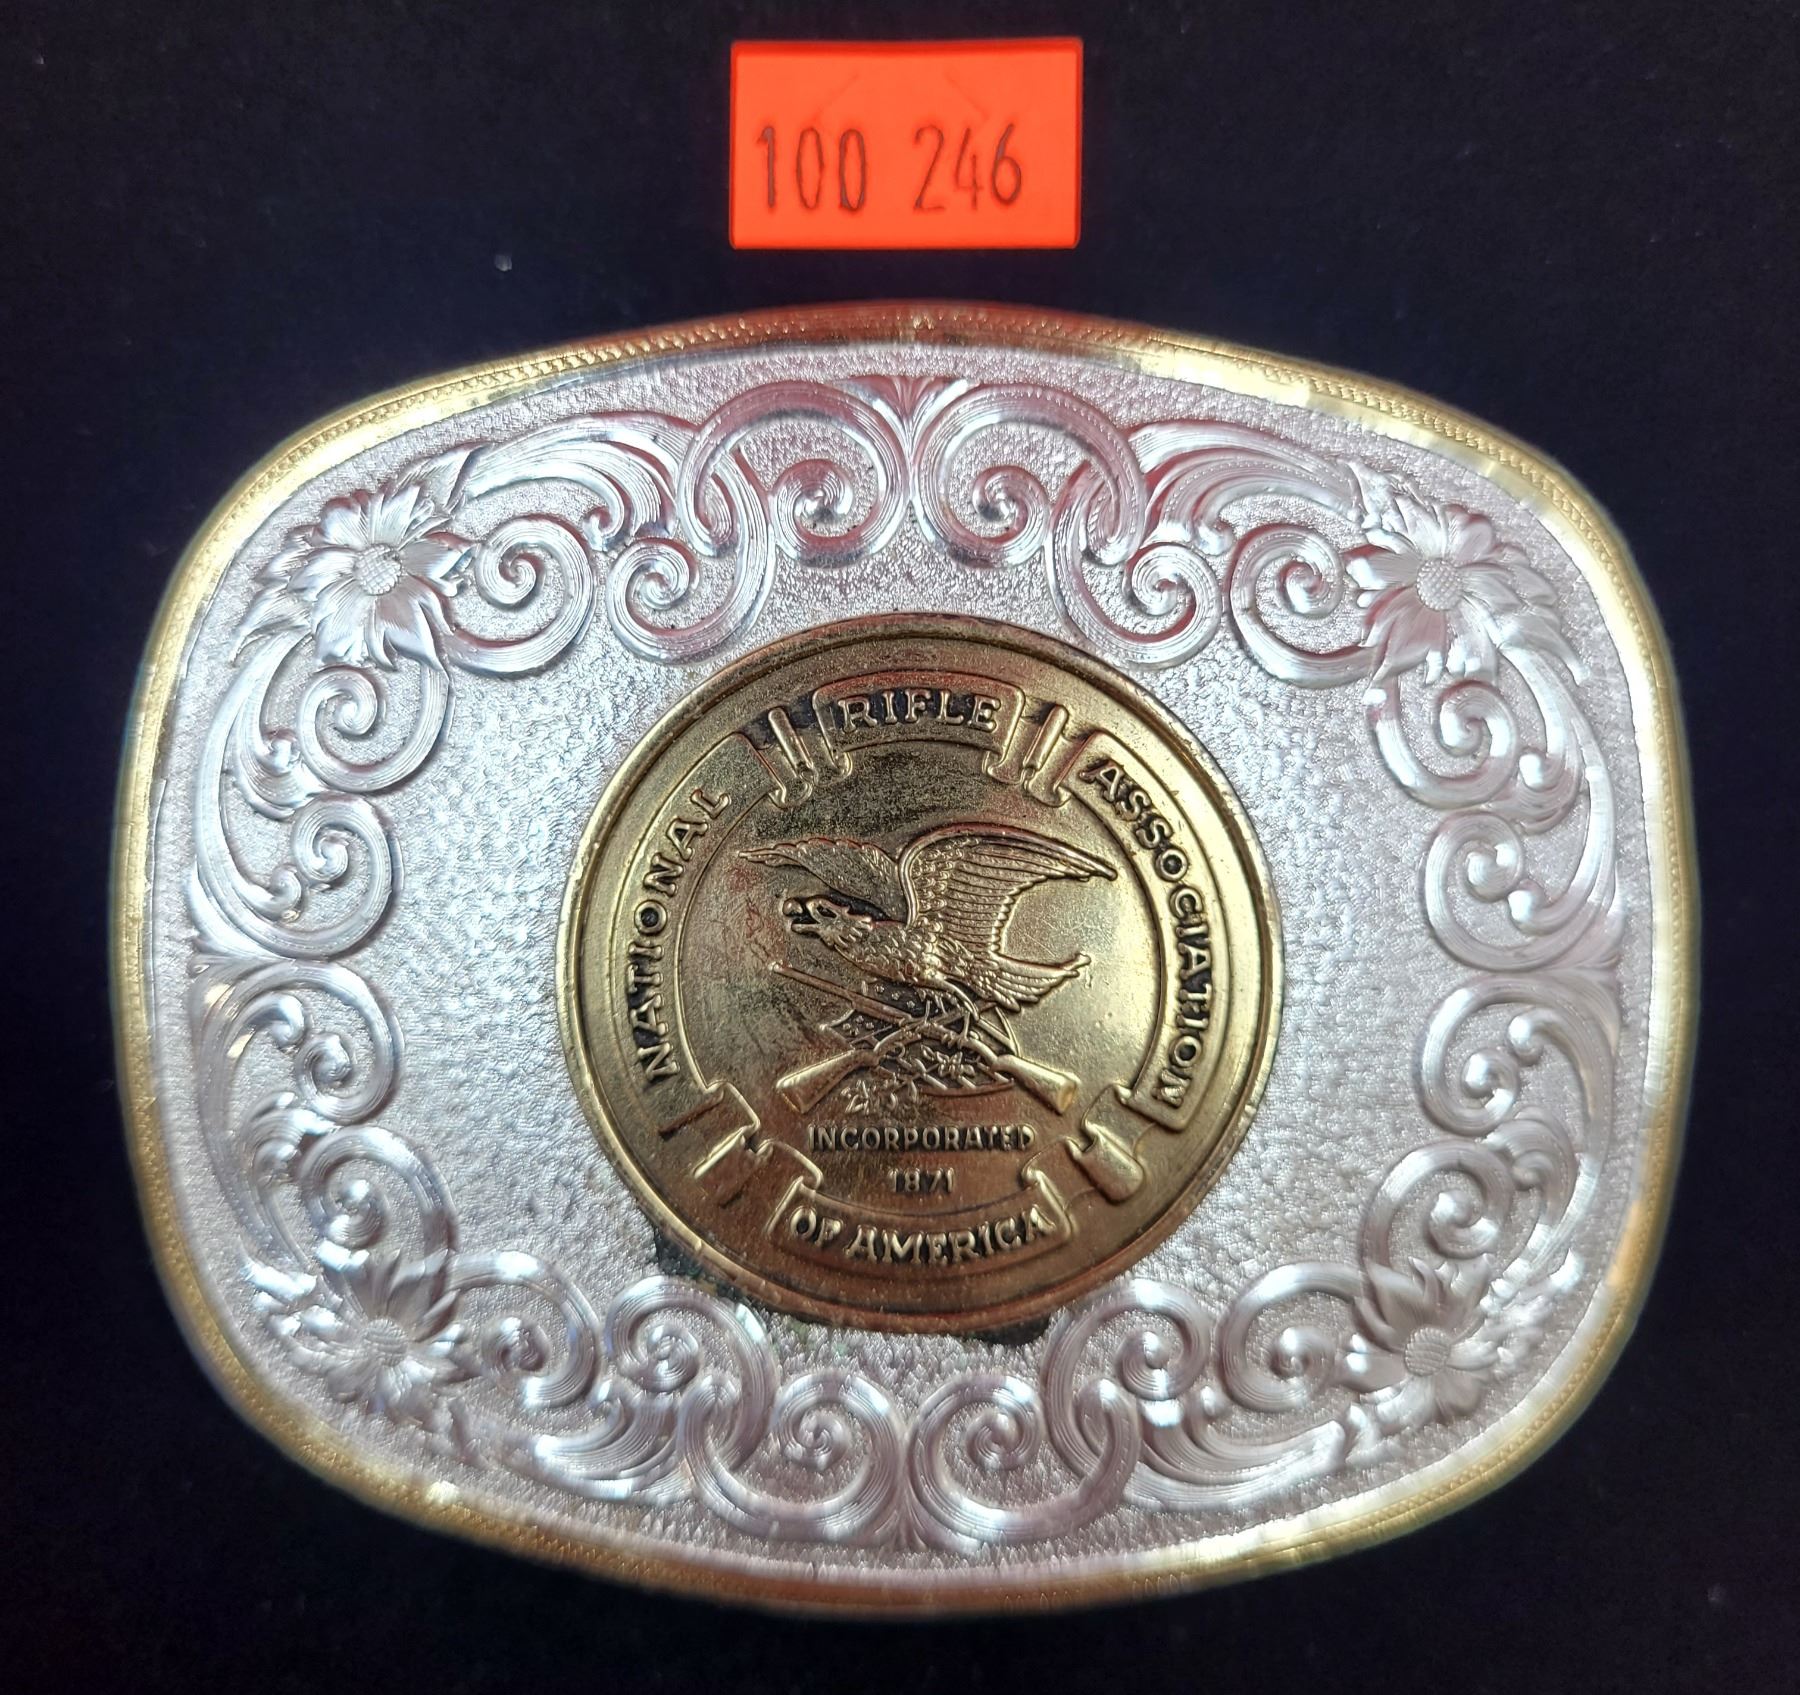 100 246
NATIONAL
RIFLE
ASSOCIATION
INCORPORATED
1871
OF AMERICA